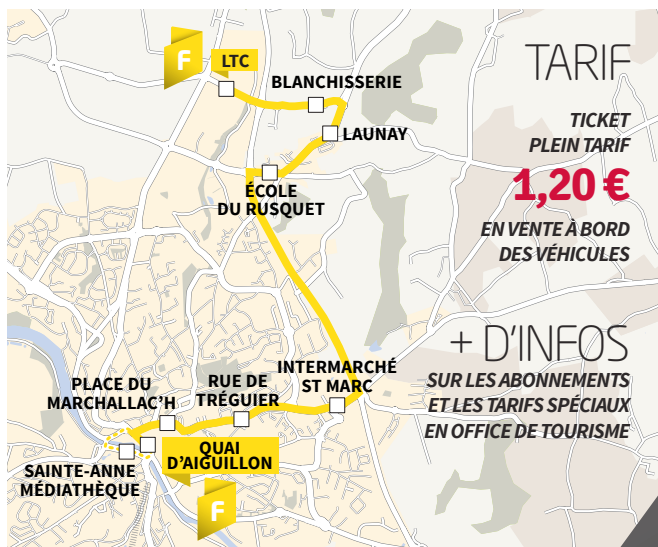 F
LTC
BLANCHISSERIE
LAUNAY
ÉCOLE
DU RUSQUET
INTERMARCHÉ
ST MARC
RUE DE
TRÉGUIER
PLACE DU
MARCHALLAC'H
QUAI
D'AIGUILLON
SAINTE-ANNE
MÉDIATHÈQUE
F
TARIF
TICKET
PLEIN TARIF
1,20 €
EN VENTE À BORD
DES VÉHICULES
+ D'INFOS
SUR LES ABONNEMENTS
ET LES TARIFS SPÉCIAUX
EN OFFICE DE TOURISME